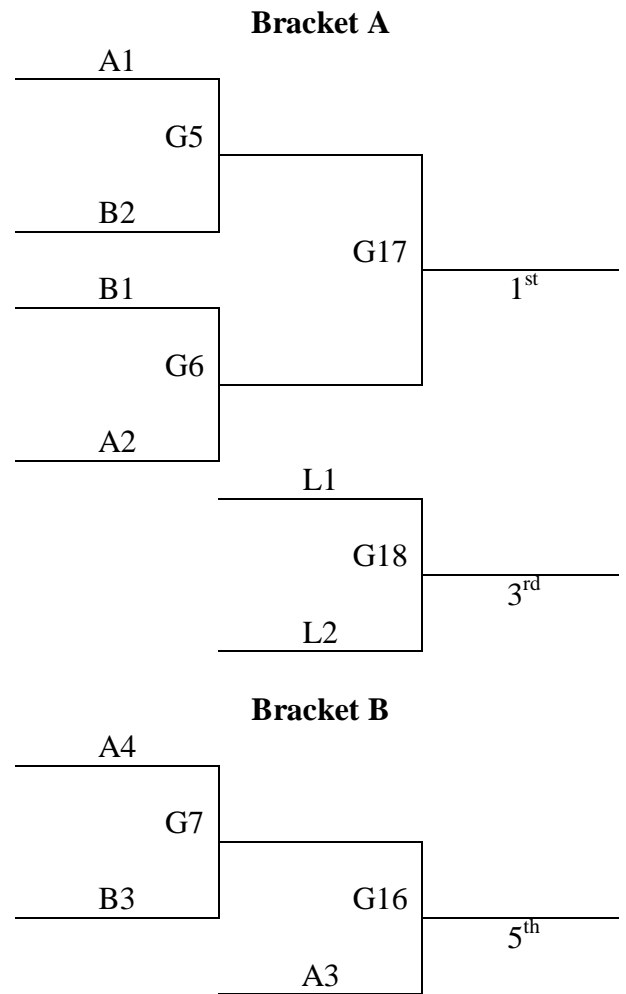 Bracket A
A1
G5
B2
G17
1st
B1
G6
A2
L1
G18
3rd
L2
Bracket B
A4
G7
B3
G16
5th
A3